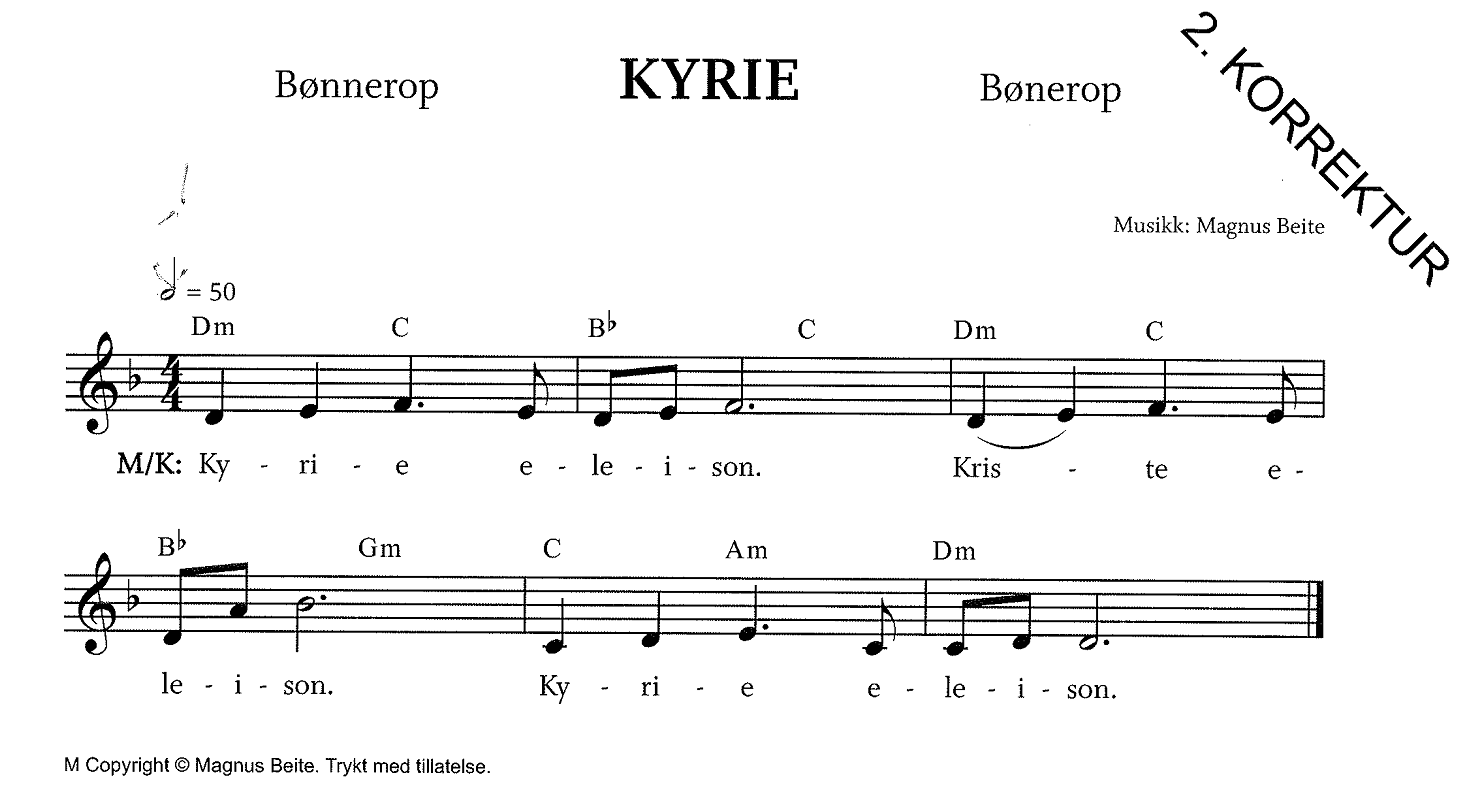 Bønnerop KYRIE Bønerop
2. KORREKTUR
Musikk: Magnus Beite
= 50
Dm C B♭ C Dm C
M/K: Ky - ri - e e - le - i - son. Kris - te e -
B♭ Gm C Am Dm
le - i - son. Ky - ri - e e - le - i - son.
M Copyright © Magnus Beite. Trykt med tillatelse.